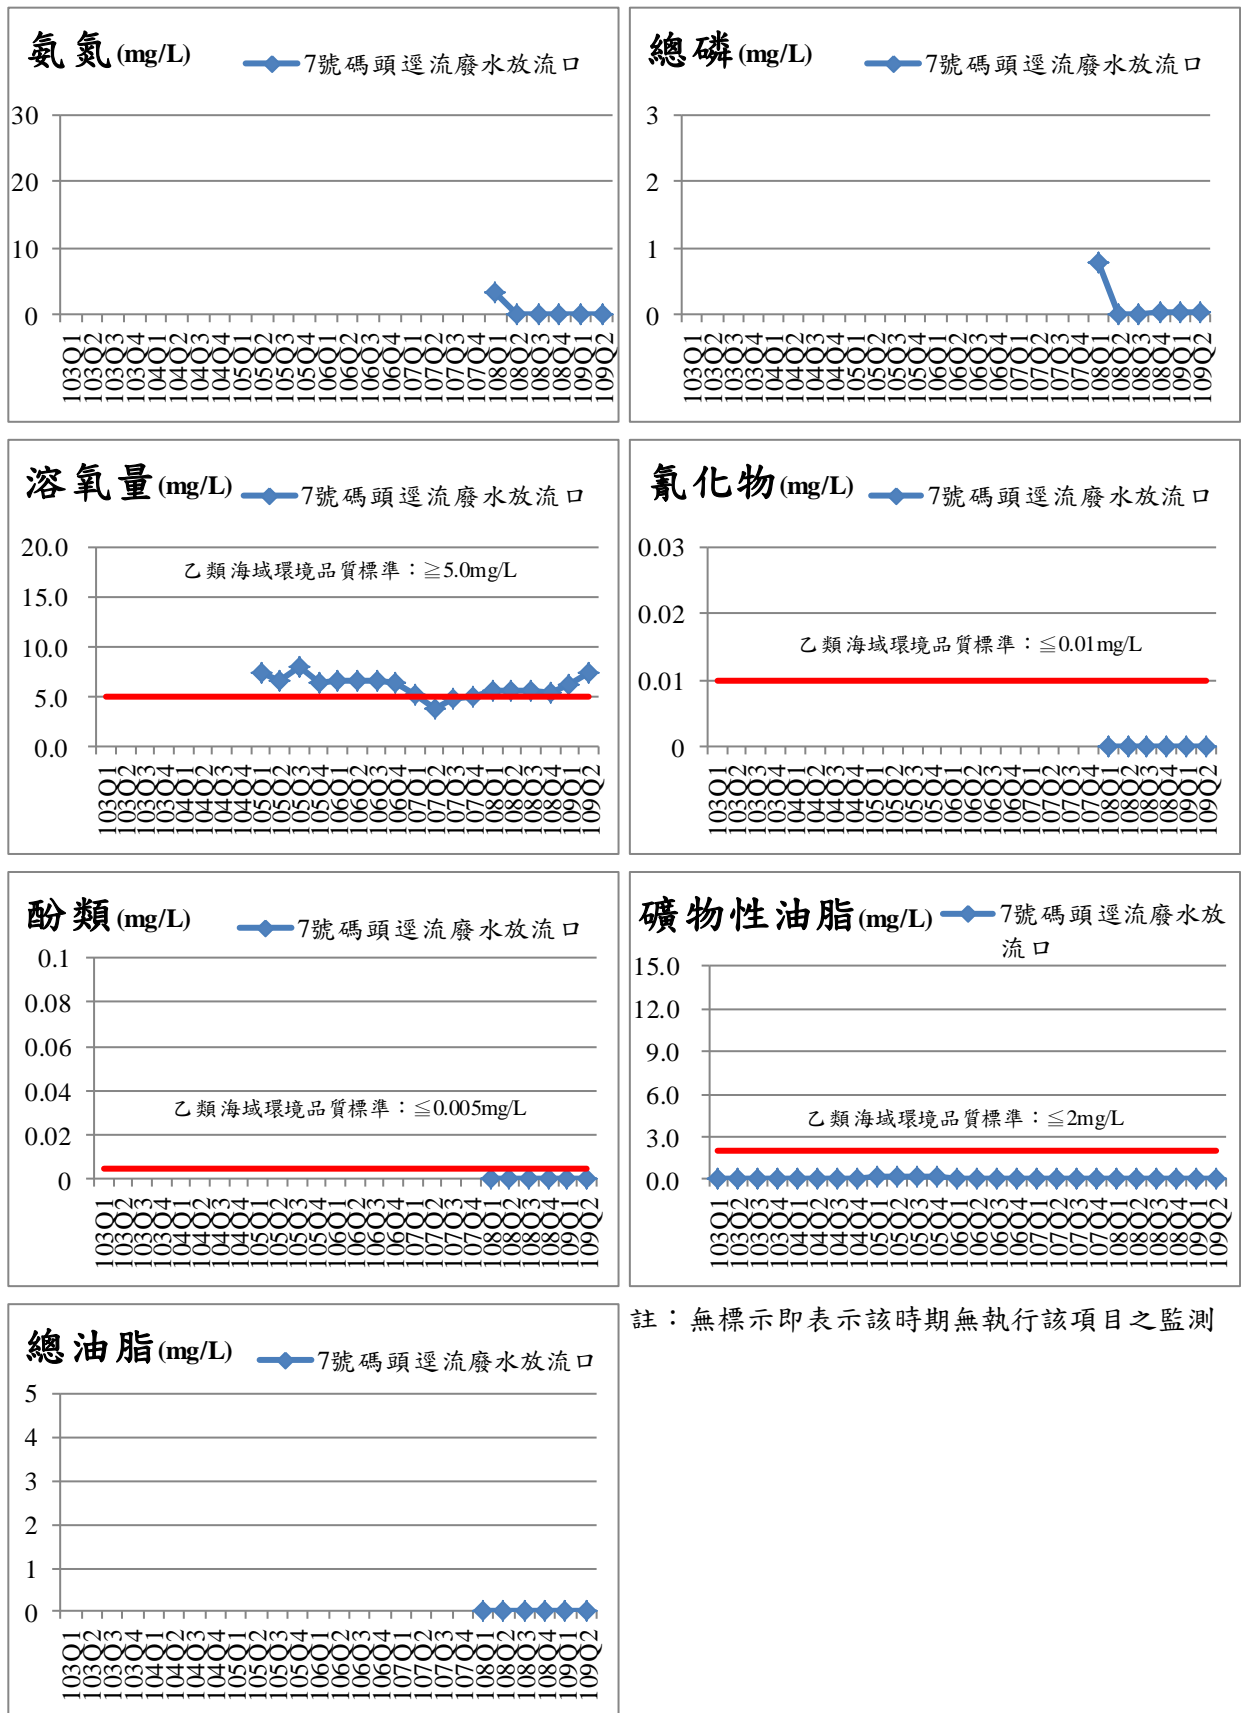 氨氮(mg/L)
7號碼頭逕流廢水放流口
30
20
10
0
103Q1
103Q2
103Q3
103Q4
104Q1
104Q2
104Q3
104Q4
105Q1
105Q2
105Q3
105Q4
106Q1
106Q2
106Q3
106Q4
107Q1
107Q2
107Q3
107Q4
108Q1
108Q2
108Q3
108Q4
109Q1
109Q2
總磷(mg/L)
7號碼頭逕流廢水放流口
3
2
1
0
103Q1
103Q2
103Q3
103Q4
104Q1
104Q2
104Q3
104Q4
105Q1
105Q2
105Q3
105Q4
106Q1
106Q2
106Q3
106Q4
107Q1
107Q2
107Q3
107Q4
108Q1
108Q2
108Q3
108Q4
109Q1
109Q2
溶氧量(mg/L)
7號碼頭逕流廢水放流口
20.0
乙類海域環境品質標準：≧5.0mg/L
15.0
10.0
5.0
0.0
103Q1
103Q2
103Q3
103Q4
104Q1
104Q2
104Q3
104Q4
105Q1
105Q2
105Q3
105Q4
106Q1
106Q2
106Q3
106Q4
107Q1
107Q2
107Q3
107Q4
108Q1
108Q2
108Q3
108Q4
109Q1
109Q2
氰化物(mg/L)
7號碼頭逕流廢水放流口
0.03
0.02
乙類海域環境品質標準：≦0.01mg/L
0.01
0
103Q1
103Q2
103Q3
103Q4
104Q1
104Q2
104Q3
104Q4
105Q1
105Q2
105Q3
105Q4
106Q1
106Q2
106Q3
106Q4
107Q1
107Q2
107Q3
107Q4
108Q1
108Q2
108Q3
108Q4
109Q1
109Q2
酚類(mg/L)
7號碼頭逕流廢水放流口
0.1
0.08
0.06
0.04
乙類海域環境品質標準：≦0.005mg/L
0.02
0
103Q1
103Q2
103Q3
103Q4
104Q1
104Q2
104Q3
104Q4
105Q1
105Q2
105Q3
105Q4
106Q1
106Q2
106Q3
106Q4
107Q1
107Q2
107Q3
107Q4
108Q1
108Q2
108Q3
108Q4
109Q1
109Q2
礦物性油脂(mg/L)
7號碼頭逕流廢水放
流口
15.0
12.0
9.0
6.0
乙類海域環境品質標準：≦2mg/L
3.0
0.0
103Q1
103Q2
103Q3
103Q4
104Q1
104Q2
104Q3
104Q4
105Q1
105Q2
105Q3
105Q4
106Q1
106Q2
106Q3
106Q4
107Q1
107Q2
107Q3
107Q4
108Q1
108Q2
108Q3
108Q4
109Q1
109Q2
總油脂(mg/L)
7號碼頭逕流廢水放流口
5
4
3
2
1
0
103Q1
103Q2
103Q3
103Q4
104Q1
104Q2
104Q3
104Q4
105Q1
105Q2
105Q3
105Q4
106Q1
106Q2
106Q3
106Q4
107Q1
107Q2
107Q3
107Q4
108Q1
108Q2
108Q3
108Q4
109Q1
109Q2
註：無標示即表示該時期無執行該項目之監測